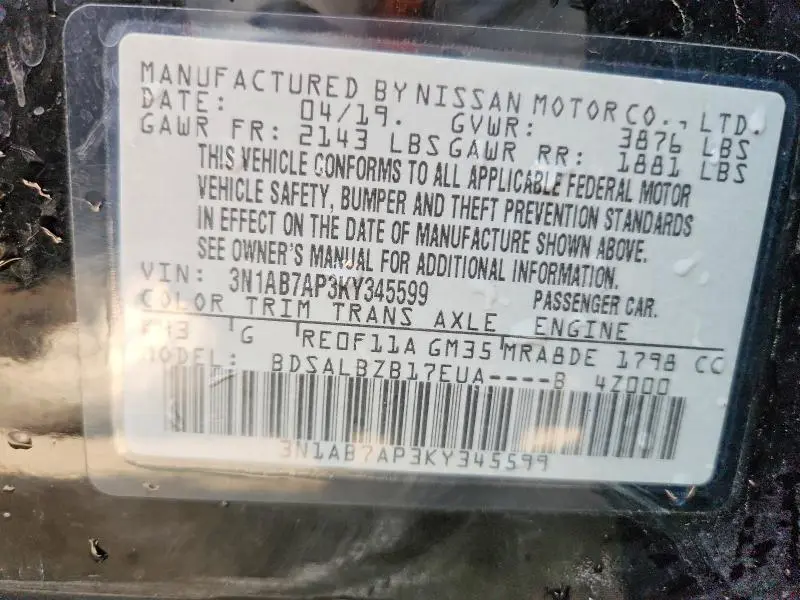 MANUFACTURED BY NISSAN MOTOR CO., LTD.
DATE: 04/19. GVWR: 3876 LBS
GAWR FR: 2143 LBS GAWR RR: 1881 LBS
THIS VEHICLE CONFORMS TO ALL APPLICABLE FEDERAL MOTOR
VEHICLE SAFETY, BUMPER AND THEFT PREVENTION STANDARDS
IN EFFECT ON THE DATE OF MANUFACTURE SHOWN ABOVE.
SEE OWNER'S MANUAL FOR ADDITIONAL INFORMATION.
VIN: 3N1AB7AP3KY345599 PASSENGER CAR.
COLOR TRIM TRANS AXLE ENGINE
G RE0F11A GM35 MRA8DE 1798 CC
MODEL: BDSALBZB17EUA----B 4Z000
3N1AB7AP3KY345599